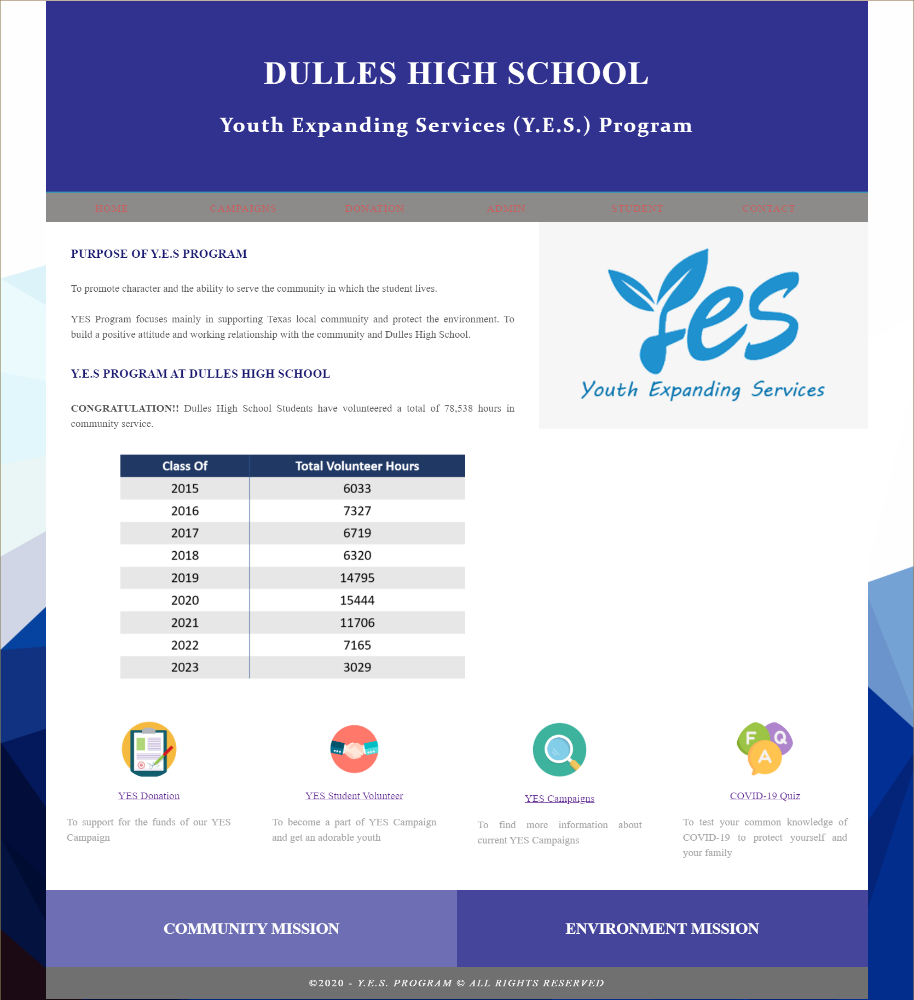 DULLES HIGH SCHOOL
Youth Expanding Services (Y.E.S.) Program
HOME CAMPAIGNS DONATION ADMIN STUDENT CONTACT
PURPOSE OF Y.E.S PROGRAM
To promote character and the ability to serve the community in which the student lives.
YES Program focuses mainly in supporting Texas local community and protect the environment. To
build a positive attitude and working relationship with the community and Dulles High School.
Y.E.S PROGRAM AT DULLES HIGH SCHOOL
CONGRATULATION!! Dulles High School Students have volunteered a total of 78,538 hours in
community service.
Yes
Youth Expanding Services
Class Of Total Volunteer Hours
2015 6033
2016 7327
2017 6719
2018 6320
2019 14795
2020 15444
2021 11706
2022 7165
2023 3029
YES Donation
To support for the funds of our YES
Campaign
YES Student Volunteer
To become a part of YES Campaign
and get an adorable youth
YES Campaigns
To find more information about
current YES Campaigns
F Q
A
COVID-19 Quiz
To test your common knowledge of
COVID-19 to protect yourself and
your family
COMMUNITY MISSION
ENVIRONMENT MISSION
©2020 - Y.E.S. PROGRAM © ALL RIGHTS RESERVED